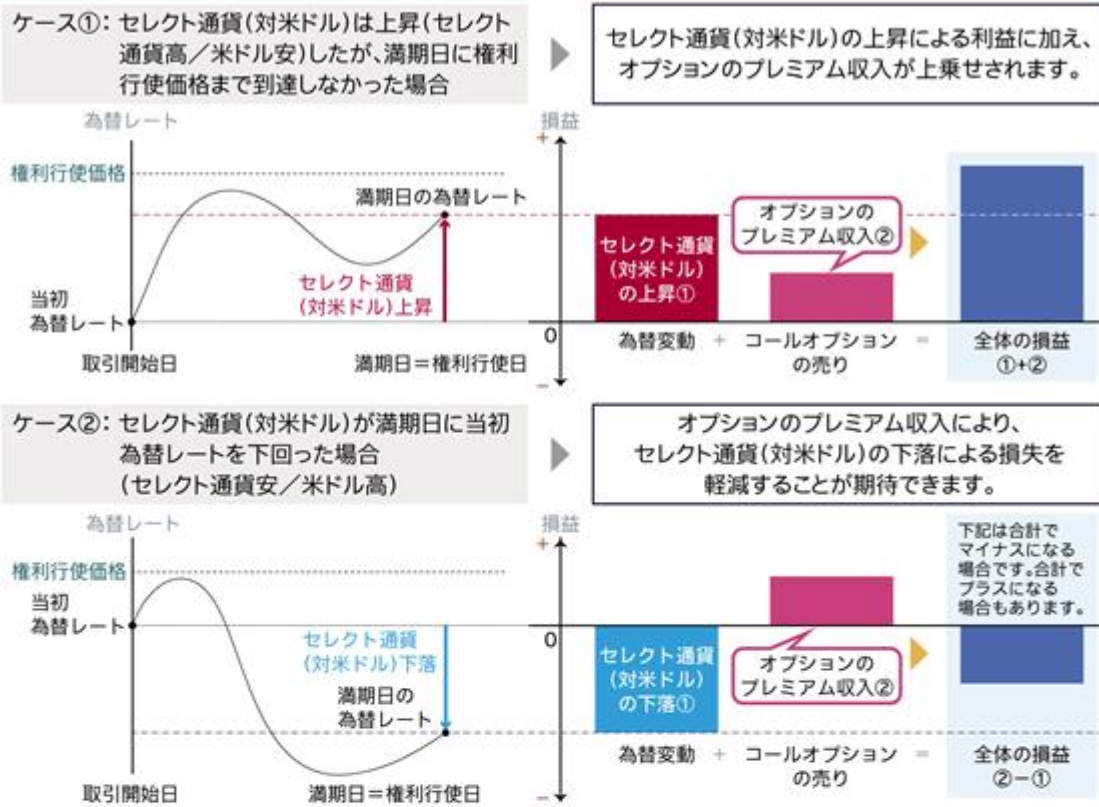 ケース①：セレクト通貨(対米ドル)は上昇(セレクト
通貨高／米ドル安)したが、満期日に権利
行使価格まで到達しなかった場合
セレクト通貨(対米ドル)の上昇による利益に加え、
オプションのプレミアム収入が上乗せされます。
為替レート
権利行使価格
満期日の為替レート
セレクト通貨
(対米ドル)上昇
当初
為替レート
取引開始日
満期日＝権利行使日
損益
+
0
−
セレクト通貨
(対米ドル)
の上昇①
オプションの
プレミアム収入②
為替変動 + コールオプション
の売り
=
全体の損益
①+②
ケース②：セレクト通貨(対米ドル)が満期日に当初
為替レートを下回った場合
(セレクト通貨安／米ドル高)
オプションのプレミアム収入により、
セレクト通貨(対米ドル)の下落による損失を
軽減することが期待できます。
為替レート
権利行使価格
当初
為替レート
セレクト通貨
(対米ドル)下落
満期日の
為替レート
取引開始日
満期日＝権利行使日
損益
+
0
−
セレクト通貨
(対米ドル)
の下落①
オプションの
プレミアム収入②
下記は合計で
マイナスになる
場合です。合計で
プラスになる
場合もあります。
為替変動 + コールオプション
の売り
=
全体の損益
②−①